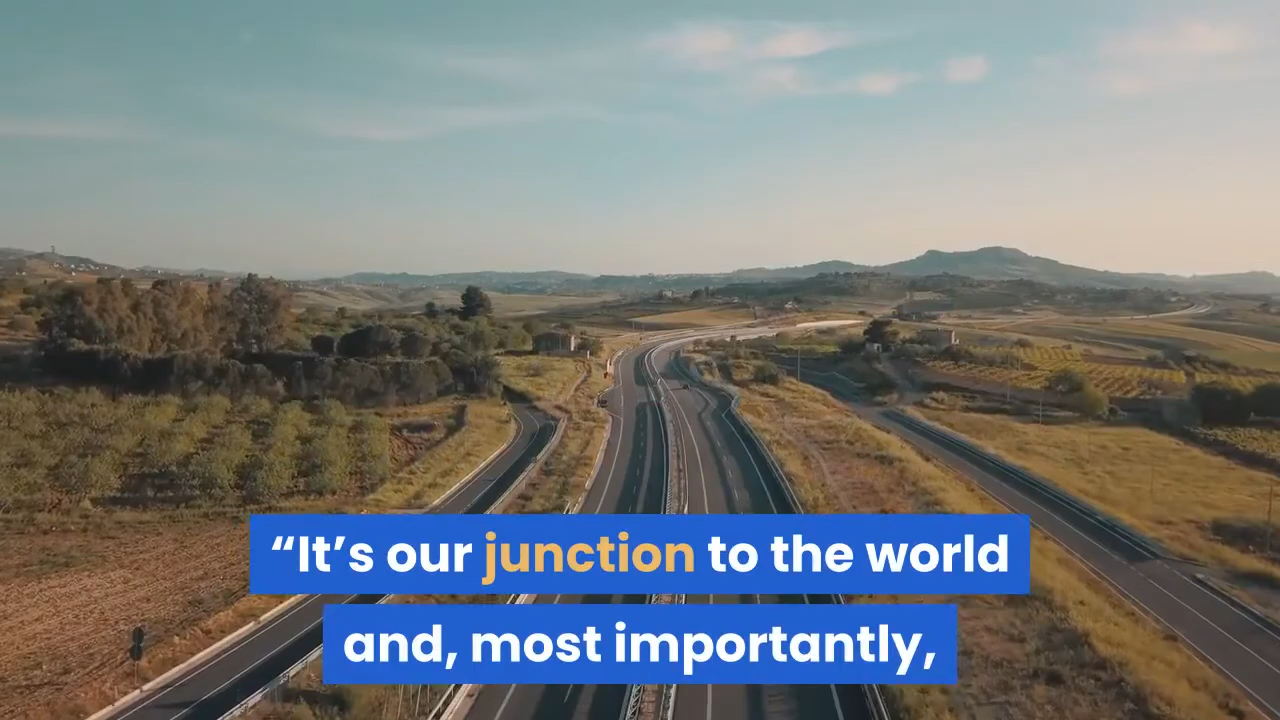 “It’s our junction to the world
and, most importantly,